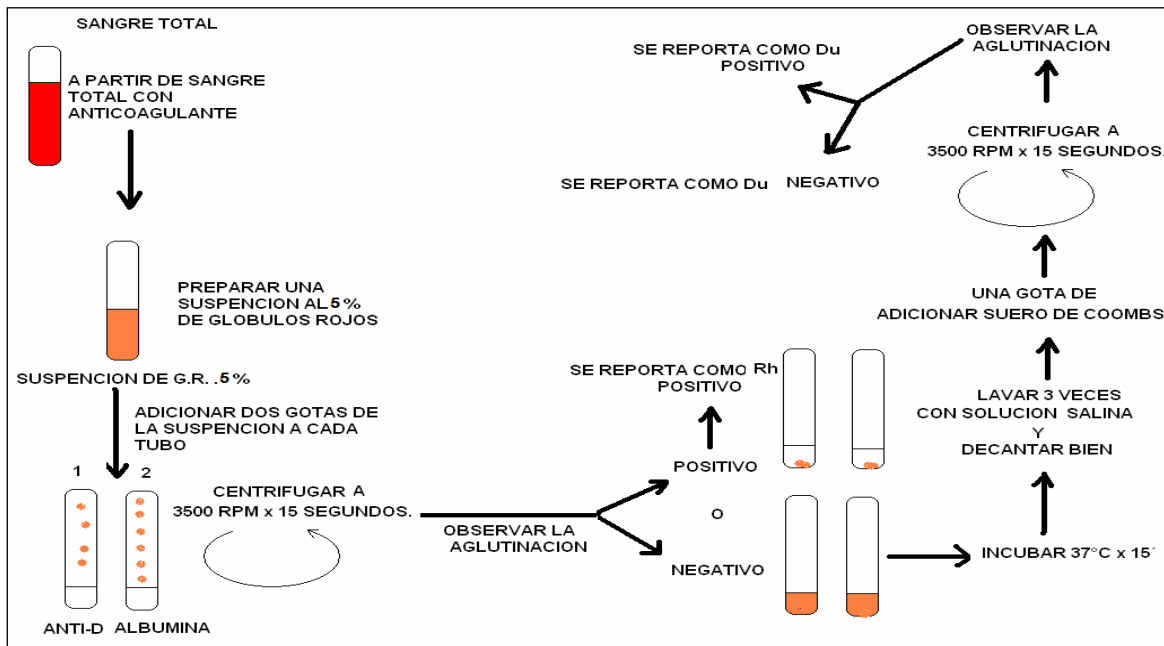 SANGRE TOTAL
A PARTIR DE SANGRE
TOTAL CON
ANTICOAGULANTE
PREPARAR UNA
SUSPENCION AL 5%
DE GLOBULOS ROJOS
SUSPENCION DE G.R. .5%
ADICIONAR DOS GOTAS DE
LA SUSPENCION A CADA
TUBO
1 2
ANTI-D ALBUMINA
CENTRIFUGAR A
3500 RPM x 15 SEGUNDOS.
OBSERVAR LA
AGLUTINACION
SE REPORTA COMO Rh
POSITIVO
POSITIVO
O
NEGATIVO
INCUBAR 37°C x 15´
LAVAR 3 VECES
CON SOLUCION SALINA
Y
DECANTAR BIEN
UNA GOTA DE
ADICIONAR SUERO DE COOMBS
CENTRIFUGAR A
3500 RPM x 15 SEGUNDOS.
OBSERVAR LA
AGLUTINACION
SE REPORTA COMO Du
POSITIVO
SE REPORTA COMO Du NEGATIVO